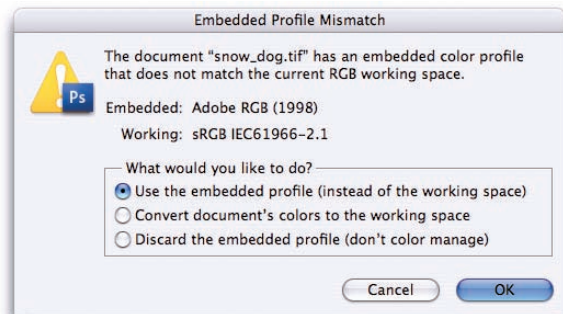 Embedded Profile Mismatch
The document “snow_dog.tif” has an embedded color profile
that does not match the current RGB working space.
Ps
Embedded: Adobe RGB (1998)
Working: sRGB IEC61966-2.1
What would you like to do?
Use the embedded profile (instead of the working space)
Convert document's colors to the working space
Discard the embedded profile (don't color manage)
Cancel OK